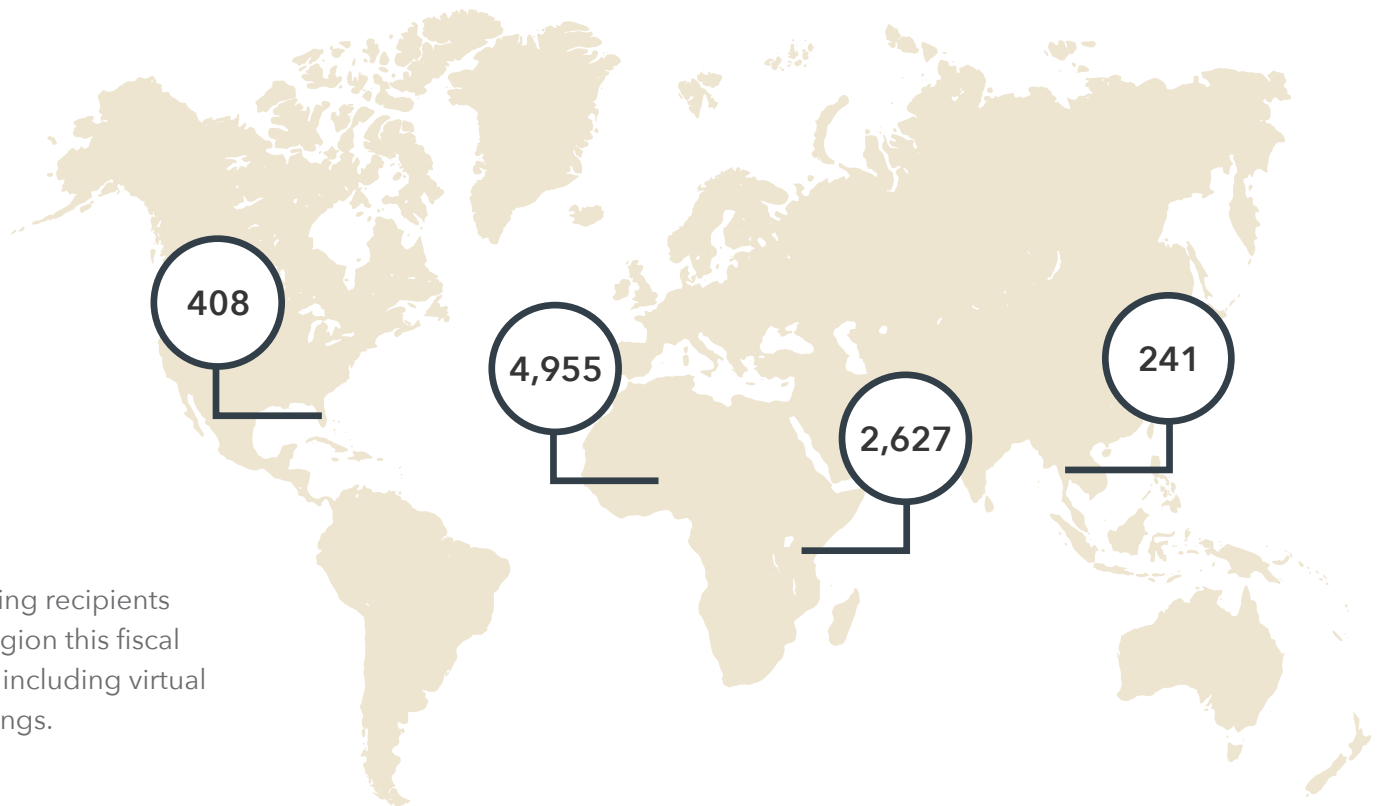 408
4,955
241
2,627
ing recipients
gion this fiscal
including virtual
ngs.